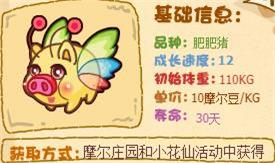 基础信息:
品种: 肥肥猪
成长速度: 12
初始体重: 110KG
单价: 10摩尔豆/KG
寿命: 30天
获取方式: 摩尔庄园和小花仙活动中获得